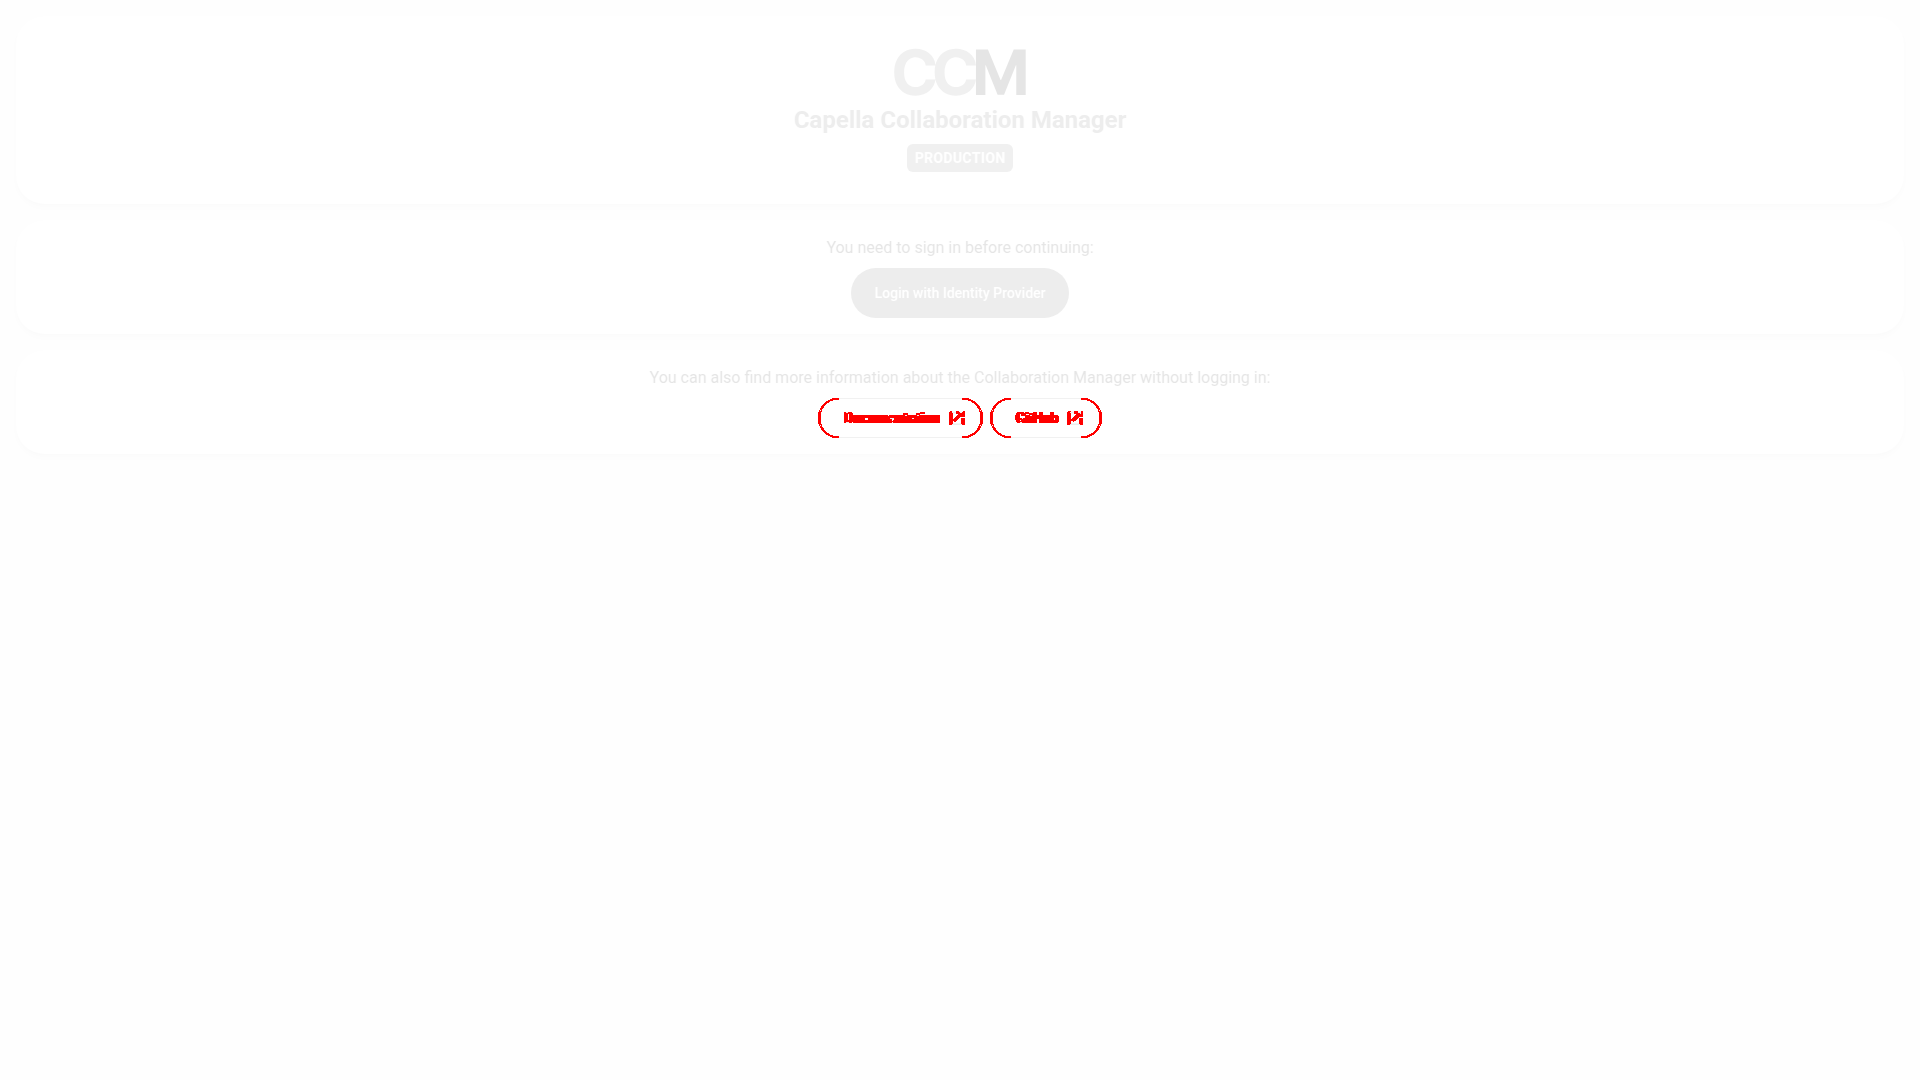 CCM
Capella Collaboration Manager
PRODUCTION
You need to sign in before continuing:
Login with Identity Provider
You can also find more information about the Collaboration Manager without logging in:
Documentation GitHub